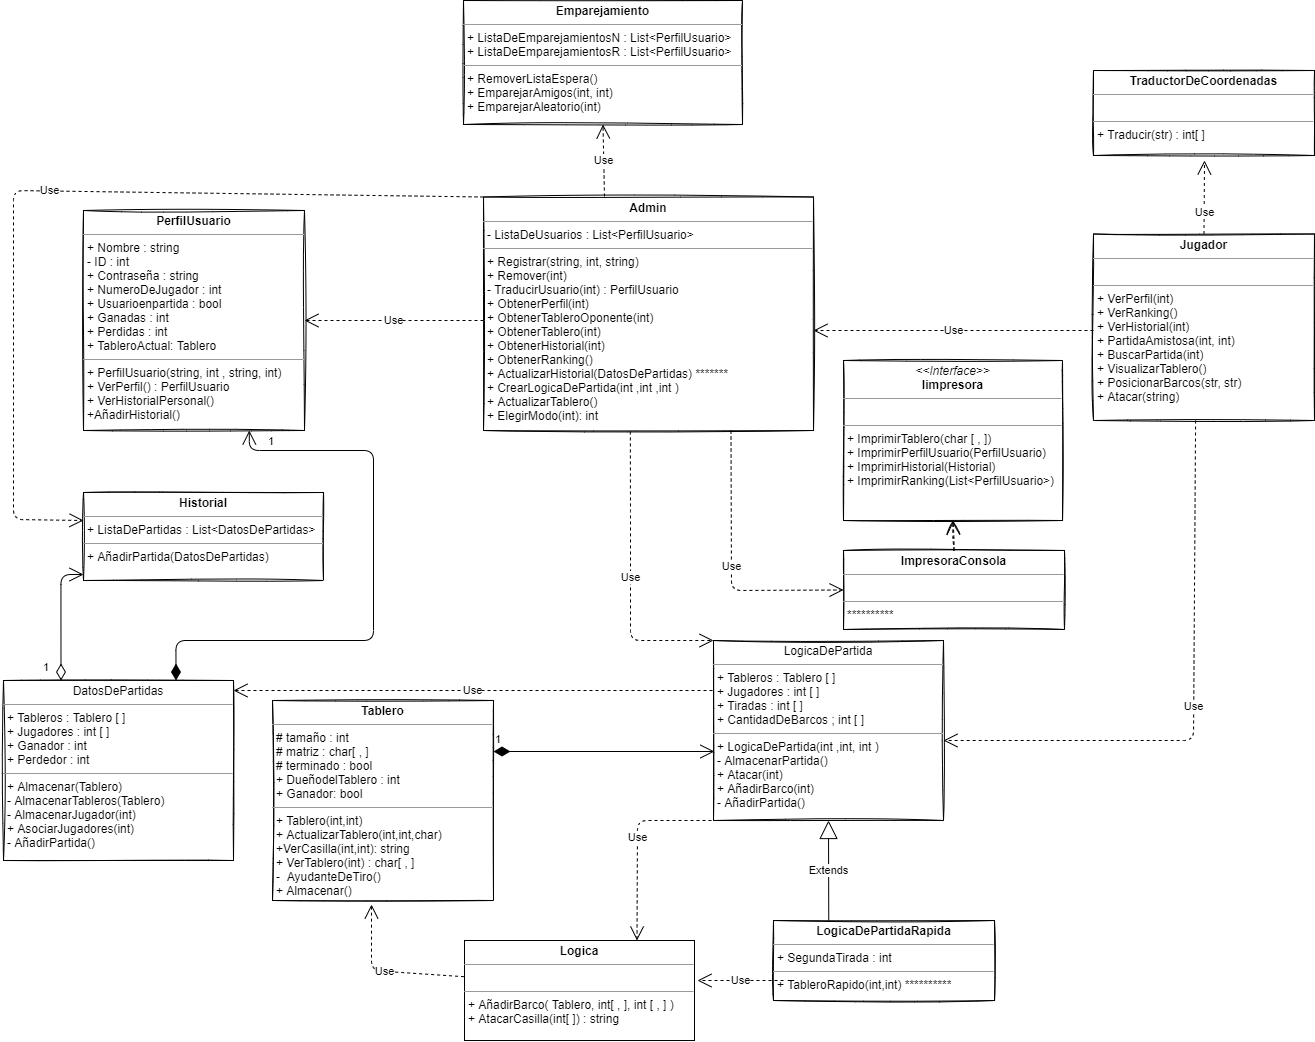 Emparejamiento
+ ListaDeEmparejamientosN : List<PerfilUsuario>
+ ListaDeEmparejamientosR : List<PerfilUsuario>
+ RemoverListaEspera()
+ EmparejarAmigos(int, int)
+ EmparejarAleatorio(int)
TraductorDeCoordenadas
+ Traducir(str) : int[ ]
Use
Use
Use
PerfilUsuario
+ Nombre : string
- ID : int
+ Contraseña : string
+ NumeroDeJugador : int
+ Usuarioenpartida : bool
+ Ganadas : int
+ Perdidas : int
+ TableroActual: Tablero
+ PerfilUsuario(string, int , string, int)
+ VerPerfil() : PerfilUsuario
+ VerHistorialPersonal()
+AñadirHistorial()
Use
Admin
- ListaDeUsuarios : List<PerfilUsuario>
+ Registrar(string, int, string)
+ Remover(int)
- TraducirUsuario(int) : PerfilUsuario
+ ObtenerPerfil(int)
+ ObtenerTableroOponente(int)
+ ObtenerTablero(int)
+ ObtenerHistorial(int)
+ ObtenerRanking()
+ ActualizarHistorial(DatosDePartidas) *******
+ CrearLogicaDePartida(int ,int ,int )
+ ActualizarTablero()
+ ElegirModo(int): int
Use
Jugador
+ VerPerfil(int)
+ VerRanking()
+ VerHistorial(int)
+ PartidaAmistosa(int, int)
+ BuscarPartida(int)
+ VisualizarTablero()
+ PosicionarBarcos(str, str)
+ Atacar(string)
<<Interface>>
Iimpresora
+ ImprimirTablero(char [ , ])
+ ImprimirPerfilUsuario(PerfilUsuario)
+ ImprimirHistorial(Historial)
+ ImprimirRanking(List<PerfilUsuario>)
1
Historial
+ ListaDePartidas : List<DatosDePartidas>
+ AñadirPartida(DatosDePartidas)
Use
Use
ImpresoraConsola
**********
1
DatosDePartidas
+ Tableros : Tablero [ ]
+ Jugadores : int [ ]
+ Ganador : int
+ Perdedor : int
+ Almacenar(Tablero)
- AlmacenarTableros(Tablero)
- AlmacenarJugador(int)
+ AsociarJugadores(int)
- AñadirPartida()
Use
Tablero
# tamaño : int
# matriz : char[ , ]
# terminado : bool
+ DueñodelTablero : int
+ Ganador: bool
+ Tablero(int,int)
+ ActualizarTablero(int,int,char)
+VerCasilla(int,int): string
+ VerTablero(int) : char[ , ]
-  AyudanteDeTiro()
+ Almacenar()
1
LogicaDePartida
+ Tableros : Tablero [ ]
+ Jugadores : int [ ]
+ Tiradas : int [ ]
+ CantidadDeBarcos ; int [ ]
+ LogicaDePartida(int ,int, int )
- AlmacenarPartida()
+ Atacar(int)
+ AñadirBarco(int)
- AñadirPartida()
Use
Use
Extends
LogicaDePartidaRapida
+ SegundaTirada : int
+ TableroRapido(int,int) **********
Use
Use
Logica
+ AñadirBarco( Tablero, int[ , ], int [ , ] )
+ AtacarCasilla(int[ ]) : string